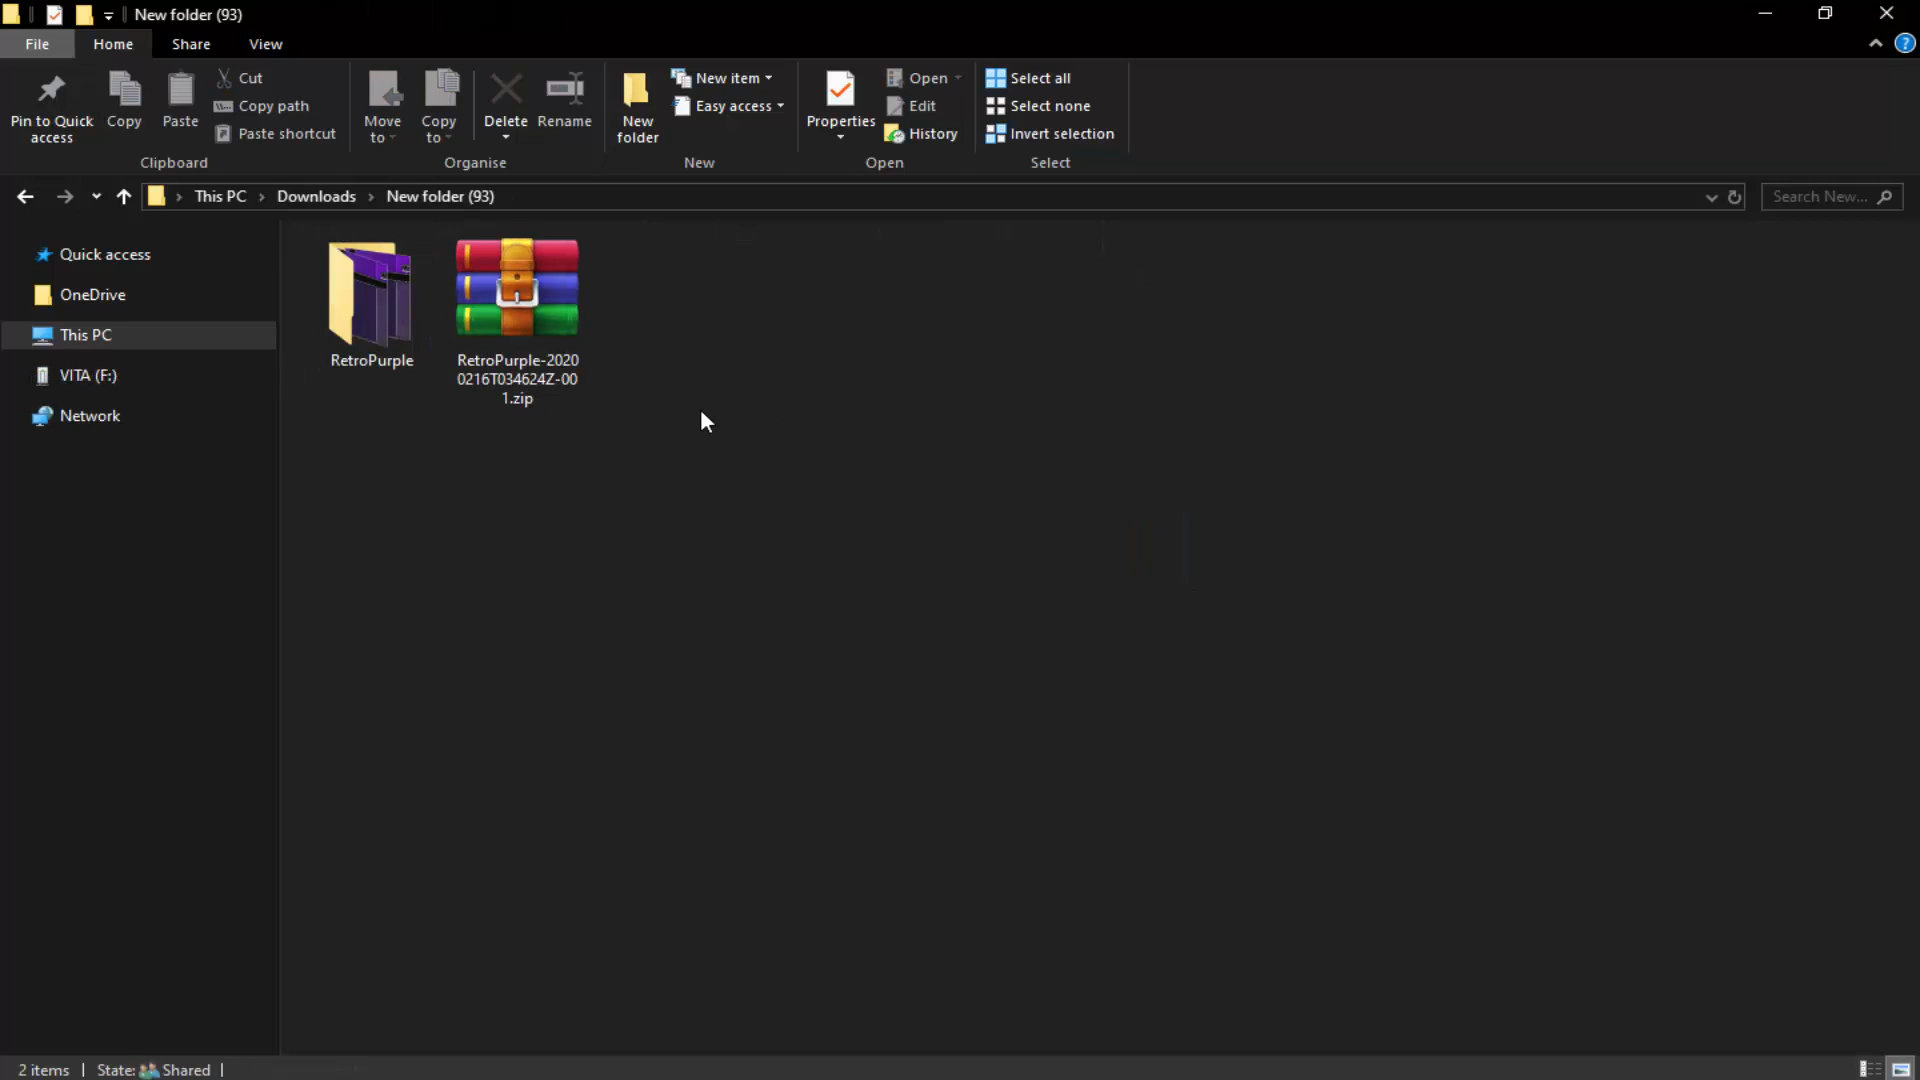 New folder (93)
File Home Share View
Pin to Quick access
Copy
Paste
Cut
Copy path
Paste shortcut
Clipboard
Move to
Copy to
Delete
Rename
Organise
New folder
New item
Easy access
New
Properties
Open
Edit
History
Open
Select all
Select none
Invert selection
Select
This PC Downloads New folder (93)
Search New...
Quick access
OneDrive
This PC
VITA (F:)
Network
RetroPurple
RetroPurple-2020
0216T034624Z-00
1.zip
2 items State: Shared